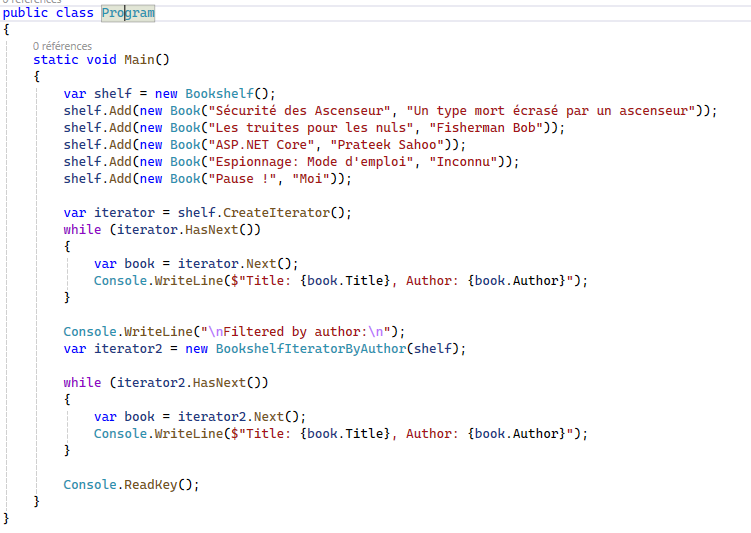 0 références
public class Program
{
0 références
static void Main()
{
var shelf = new Bookshelf();
shelf.Add(new Book("Sécurité des Ascenseur", "Un type mort écrasé par un ascenseur"));
shelf.Add(new Book("Les truites pour les nuls", "Fisherman Bob"));
shelf.Add(new Book("ASP.NET Core", "Prateek Sahoo"));
shelf.Add(new Book("Espionnage: Mode d'emploi", "Inconnu"));
shelf.Add(new Book("Pause !", "Moi"));
var iterator = shelf.CreateIterator();
while (iterator.HasNext())
{
var book = iterator.Next();
Console.WriteLine($"Title: {book.Title}, Author: {book.Author}");
}
Console.WriteLine("\nFiltered by author:\n");
var iterator2 = new BookshelfIteratorByAuthor(shelf);
while (iterator2.HasNext())
{
var book = iterator2.Next();
Console.WriteLine($"Title: {book.Title}, Author: {book.Author}");
}
Console.ReadKey();
}
}